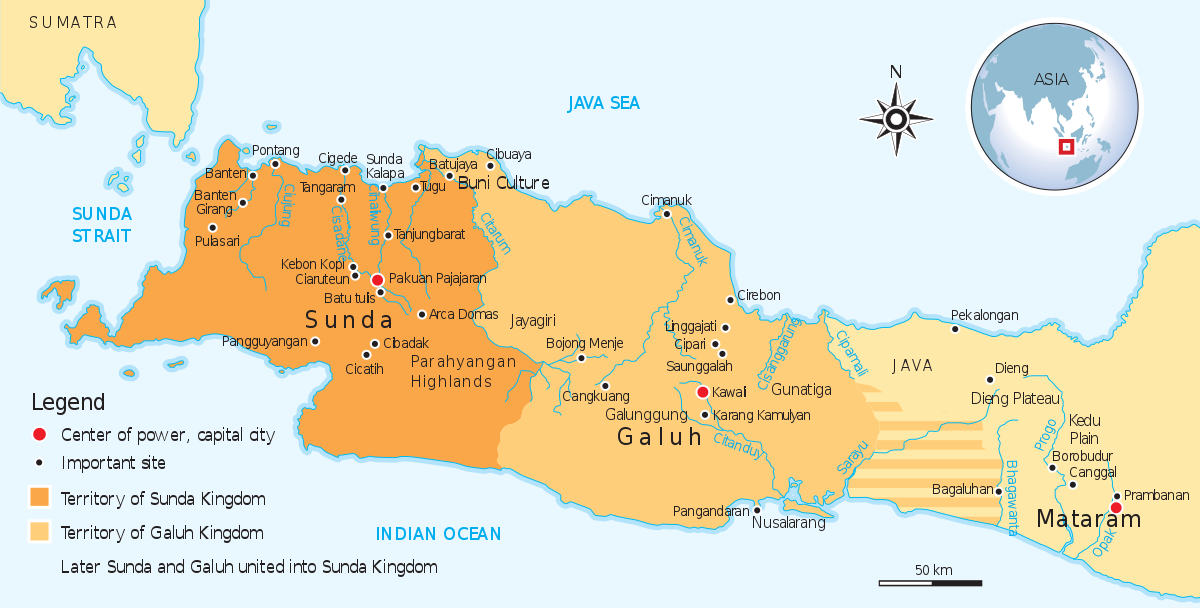 SUMATRA
N
ASIA
JAVA SEA
SUNDA
STRAIT
Pontang
Cigede
Sunda
Kalapa
Batujaya
Cibuaya
Banten
Tangaram
Tugu
Buni Culture
Banten
Girang
Ciujung
Cisadane
Ciliwung
Citarum
Cimanuk
Cimanuk
Pulasari
Tanjungbarat
Kebon Kopi
Ciaruteun
Pakuan Pajajaran
Batu tulis
Cirebon
Sunda
Arca Domas
Jayagiri
Linggajati
Pekalongan
Pangguyangan
Cibadak
Bojong Menje
Cipari
Cisanggarung
Cipamali
Cicatih
Parahyangan
Highlands
Saunggalah
JAVA
Dieng
Cangkuang
Kawali
Gunatiga
Dieng Plateau
Galunggung
Karang Kamulyan
Kedu
Plain
Galuh
Citanduy
Sarayu
Progo
Borobudur
Canggal
Bagaluhan
Bhagawanta
Prambanan
Pangandaran
Nusalarang
Mataram
Opak
INDIAN OCEAN
Legend
Center of power, capital city
Important site
Territory of Sunda Kingdom
Territory of Galuh Kingdom
Later Sunda and Galuh united into Sunda Kingdom
50 km